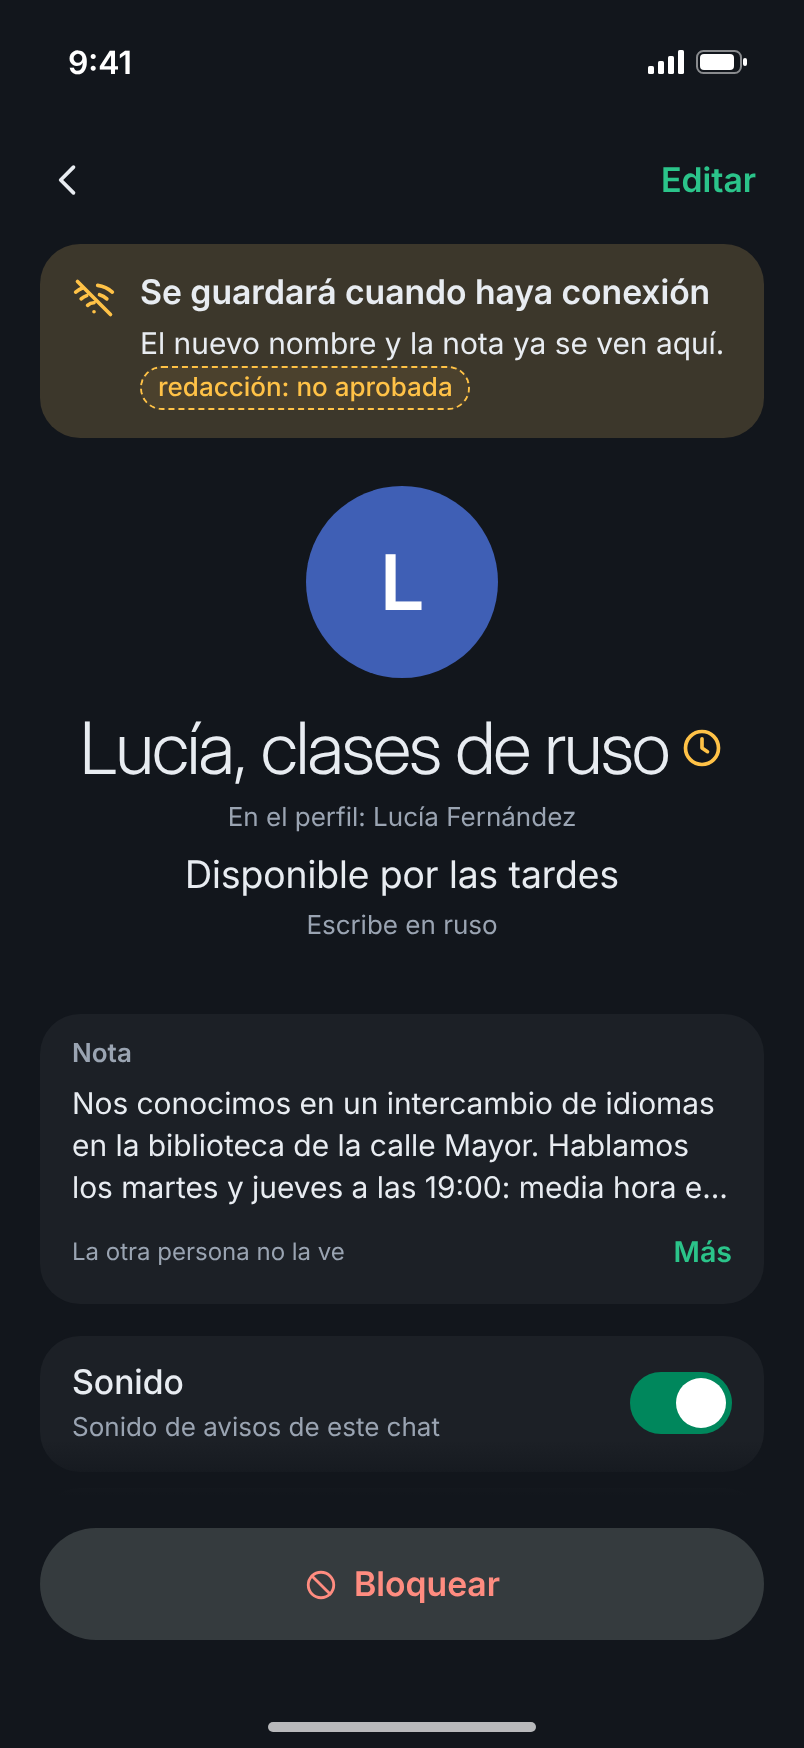 9:41
Editar
Se guardará cuando haya conexión
El nuevo nombre y la nota ya se ven aquí.
redacción: no aprobada
L
Lucía, clases de ruso
En el perfil: Lucía Fernández
Disponible por las tardes
Escribe en ruso
Nota
Nos conocimos en un intercambio de idiomas
en la biblioteca de la calle Mayor. Hablamos
los martes y jueves a las 19:00: media hora e...
La otra persona no la ve
Más
Sonido
Sonido de avisos de este chat
Bloquear